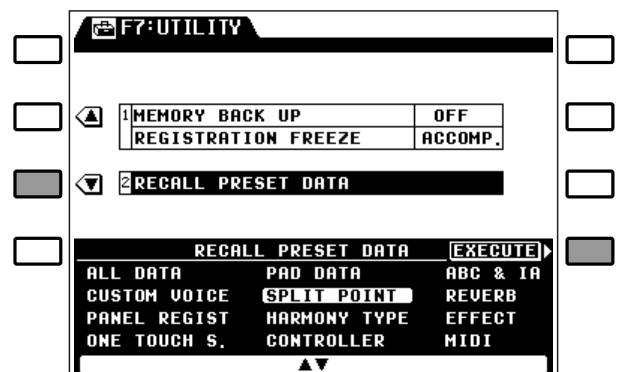 F7:UTILITY
1 MEMORY BACK UP OFF
REGISTRATION FREEZE ACCOMP.
2 RECALL PRESET DATA
RECALL PRESET DATA EXECUTE
ALL DATA PAD DATA ABC & IA
CUSTOM VOICE SPLIT POINT REVERB
PANEL REGIST HARMONY TYPE EFFECT
ONE TOUCH S. CONTROLLER MIDI